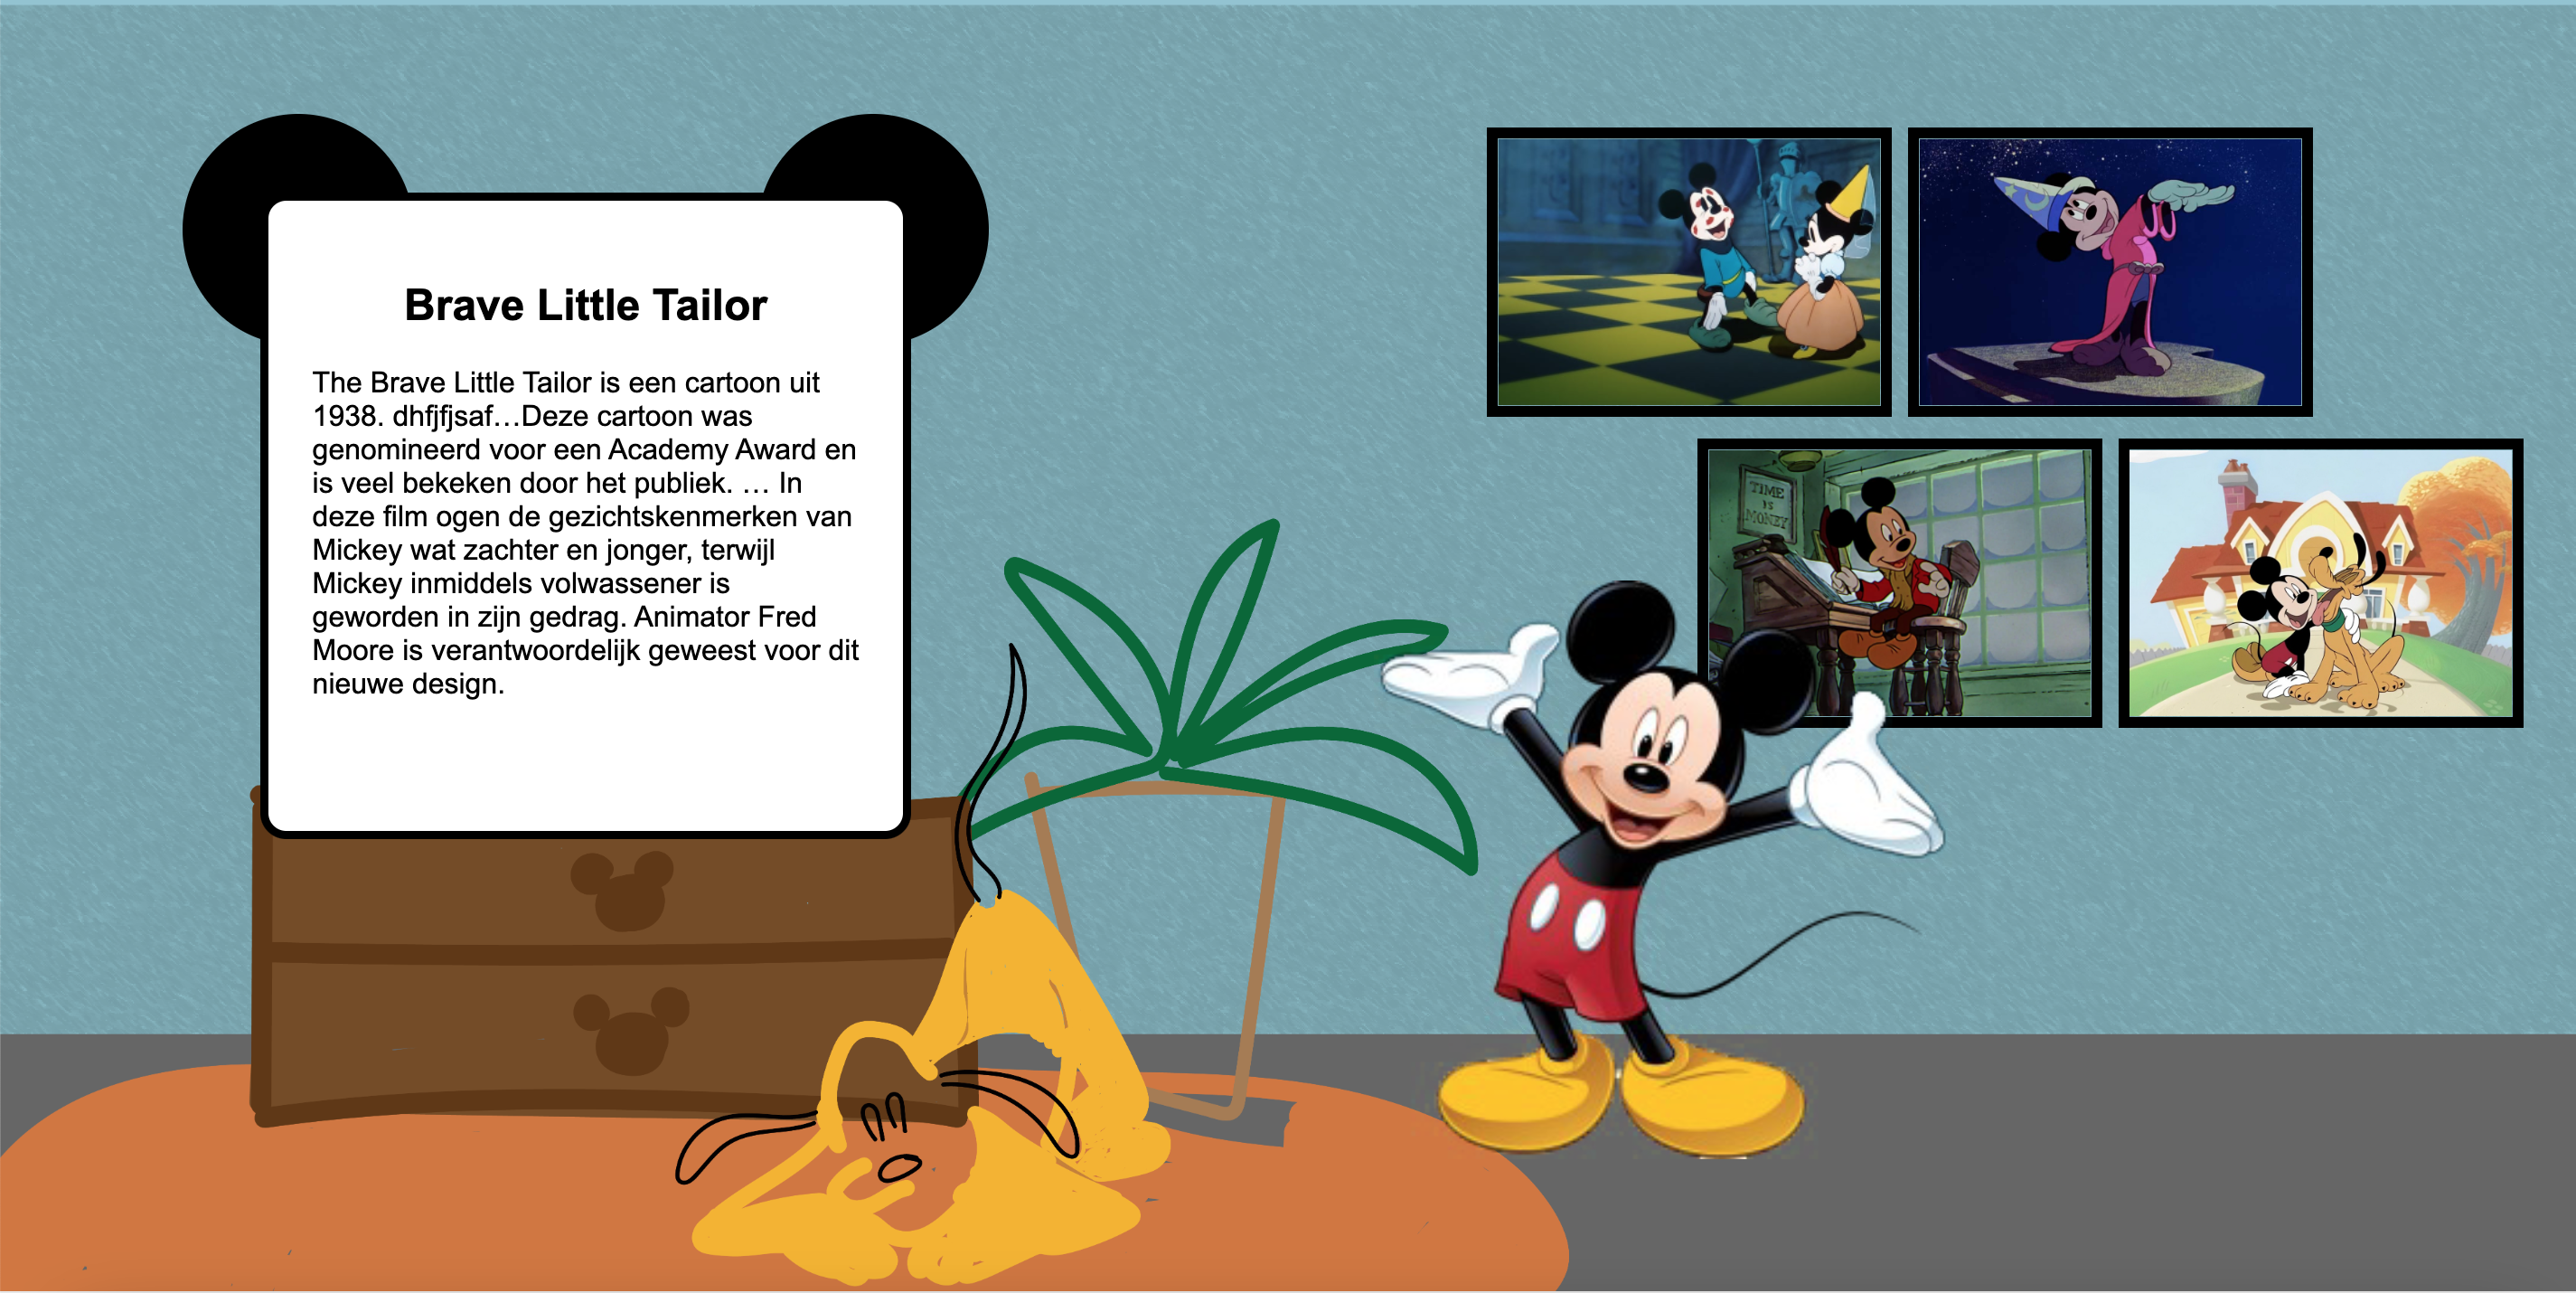 Brave Little Tailor
The Brave Little Tailor is een cartoon uit
1938. dhfjfjsaf…Deze cartoon was
genomineerd voor een Academy Award en
is veel bekeken door het publiek. … In
deze film ogen de gezichtskenmerken van
Mickey wat zachter en jonger, terwijl
Mickey inmiddels volwassener is
geworden in zijn gedrag. Animator Fred
Moore is verantwoordelijk geweest voor dit
nieuwe design.
TIME
IS
MONEY